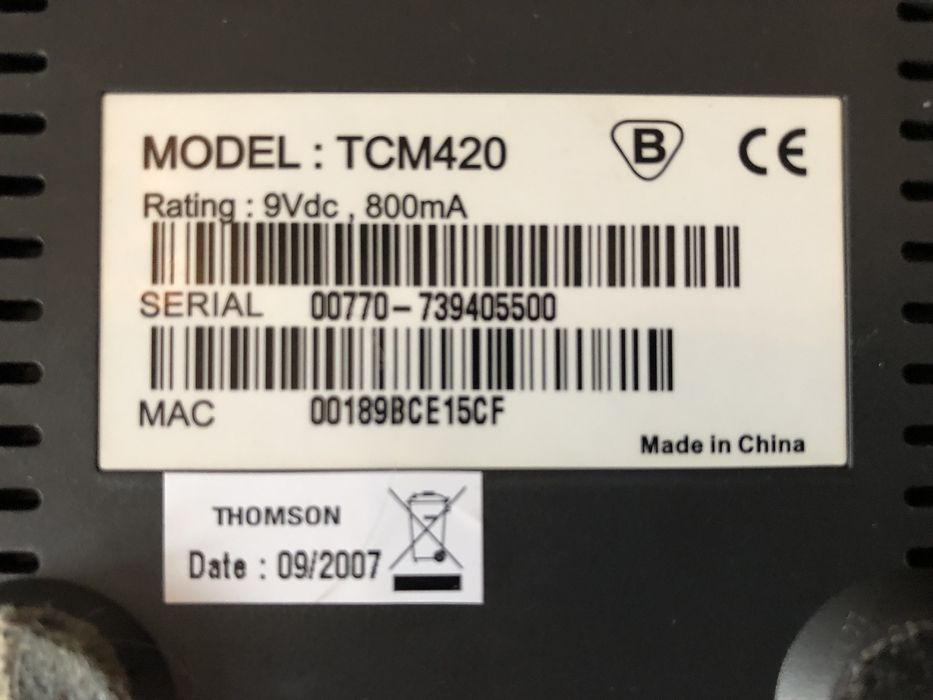 MODEL : TCM420
B CE
Rating : 9Vdc , 800mA
SERIAL 00770-739405500
MAC 00189BCE15CF
Made in China
THOMSON
Date : 09/2007